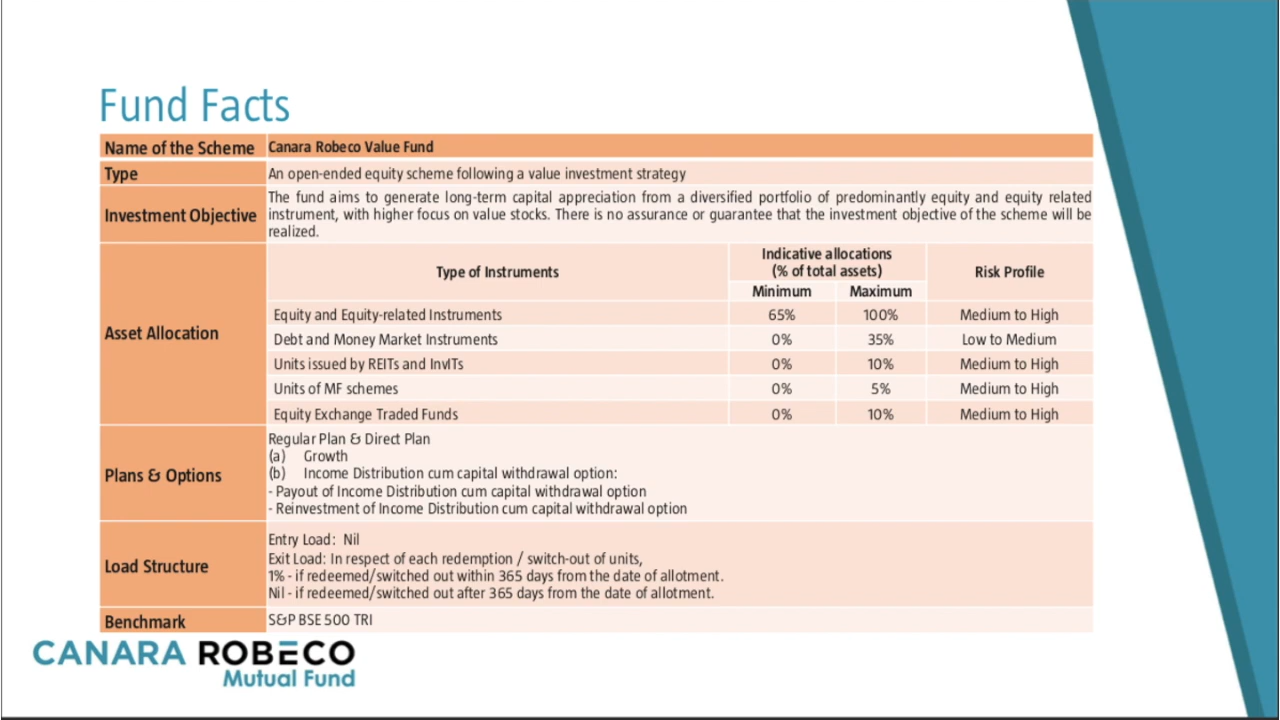 Fund Facts
Name of the Scheme Canara Robeco Value Fund
Type An open-ended equity scheme following a value investment strategy
Investment Objective
The fund aims to generate long-term capital appreciation from a diversified portfolio of predominantly equity and equity related
instrument, with higher focus on value stocks. There is no assurance or guarantee that the investment objective of the scheme will be
realized.
Asset Allocation
Type of Instruments
Indicative allocations
(% of total assets)
Risk Profile
Minimum Maximum
Equity and Equity-related Instruments 65% 100% Medium to High
Debt and Money Market Instruments 0% 35% Low to Medium
Units issued by REITs and InvITs 0% 10% Medium to High
Units of MF schemes 0% 5% Medium to High
Equity Exchange Traded Funds 0% 10% Medium to High
Plans & Options
Regular Plan & Direct Plan
(a) Growth
(b) Income Distribution cum capital withdrawal option:
- Payout of Income Distribution cum capital withdrawal option
- Reinvestment of Income Distribution cum capital withdrawal option
Load Structure
Entry Load: Nil
Exit Load: In respect of each redemption / switch-out of units,
1% - if redeemed/switched out within 365 days from the date of allotment.
Nil - if redeemed/switched out after 365 days from the date of allotment.
Benchmark S&P BSE 500 TRI
CANARA ROBECO
Mutual Fund